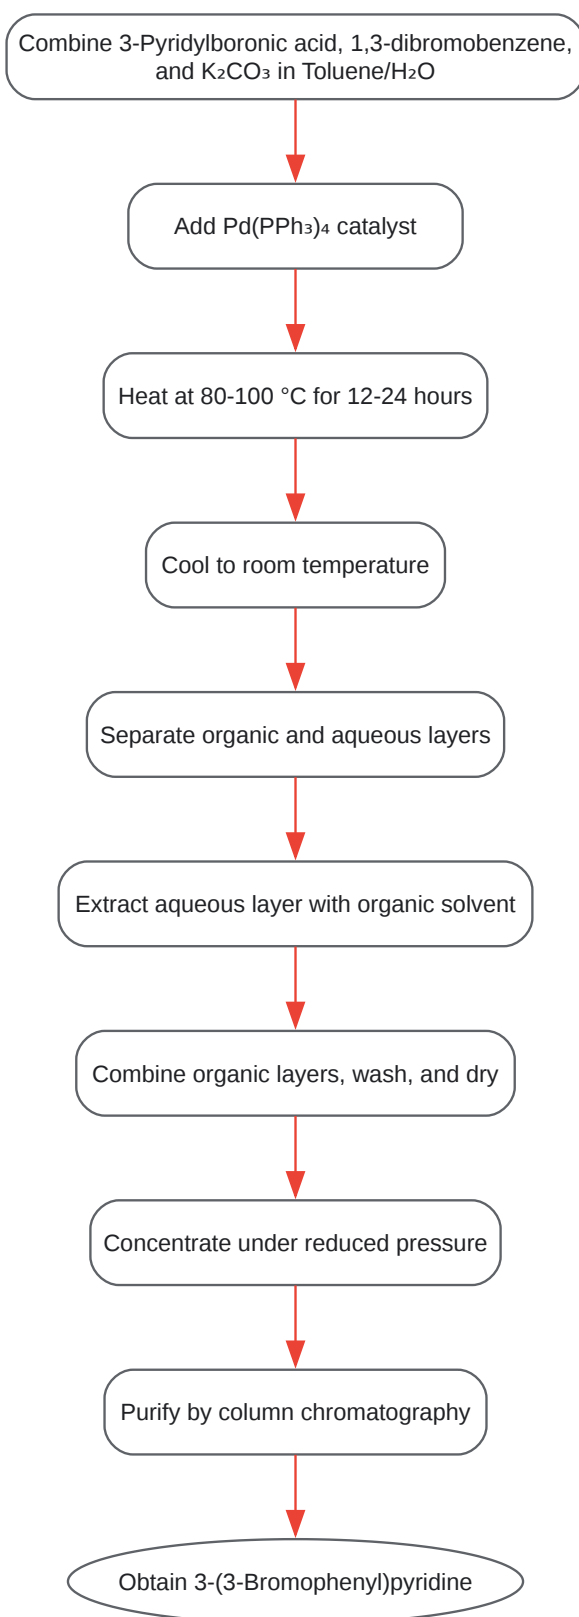 Combine 3-Pyridylboronic acid, 1,3-dibromobenzene,
and K₂CO₃ in Toluene/H₂O
Add Pd(PPh₃)₄ catalyst
Heat at 80-100 °C for 12-24 hours
Cool to room temperature
Separate organic and aqueous layers
Extract aqueous layer with organic solvent
Combine organic layers, wash, and dry
Concentrate under reduced pressure
Purify by column chromatography
Obtain 3-(3-Bromophenyl)pyridine